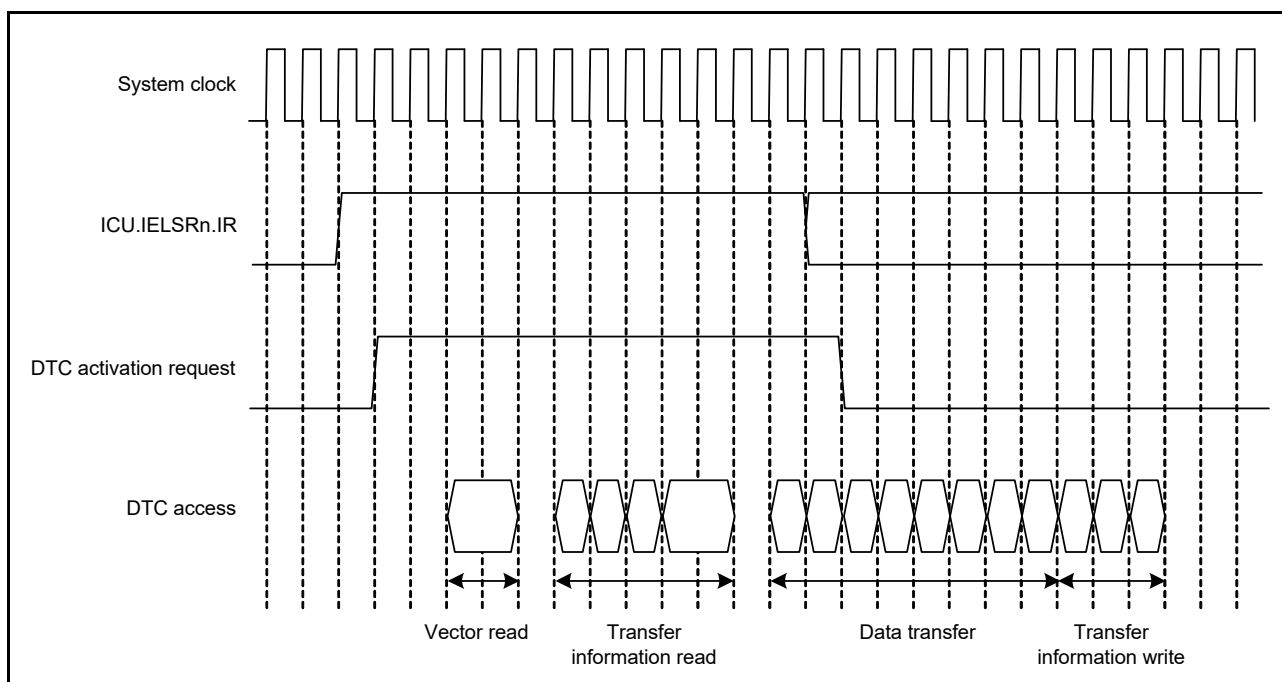 System clock
ICU.IELSRn.IR
DTC activation request
DTC access
Vector read
Transfer
information read
Data transfer
Transfer
information write